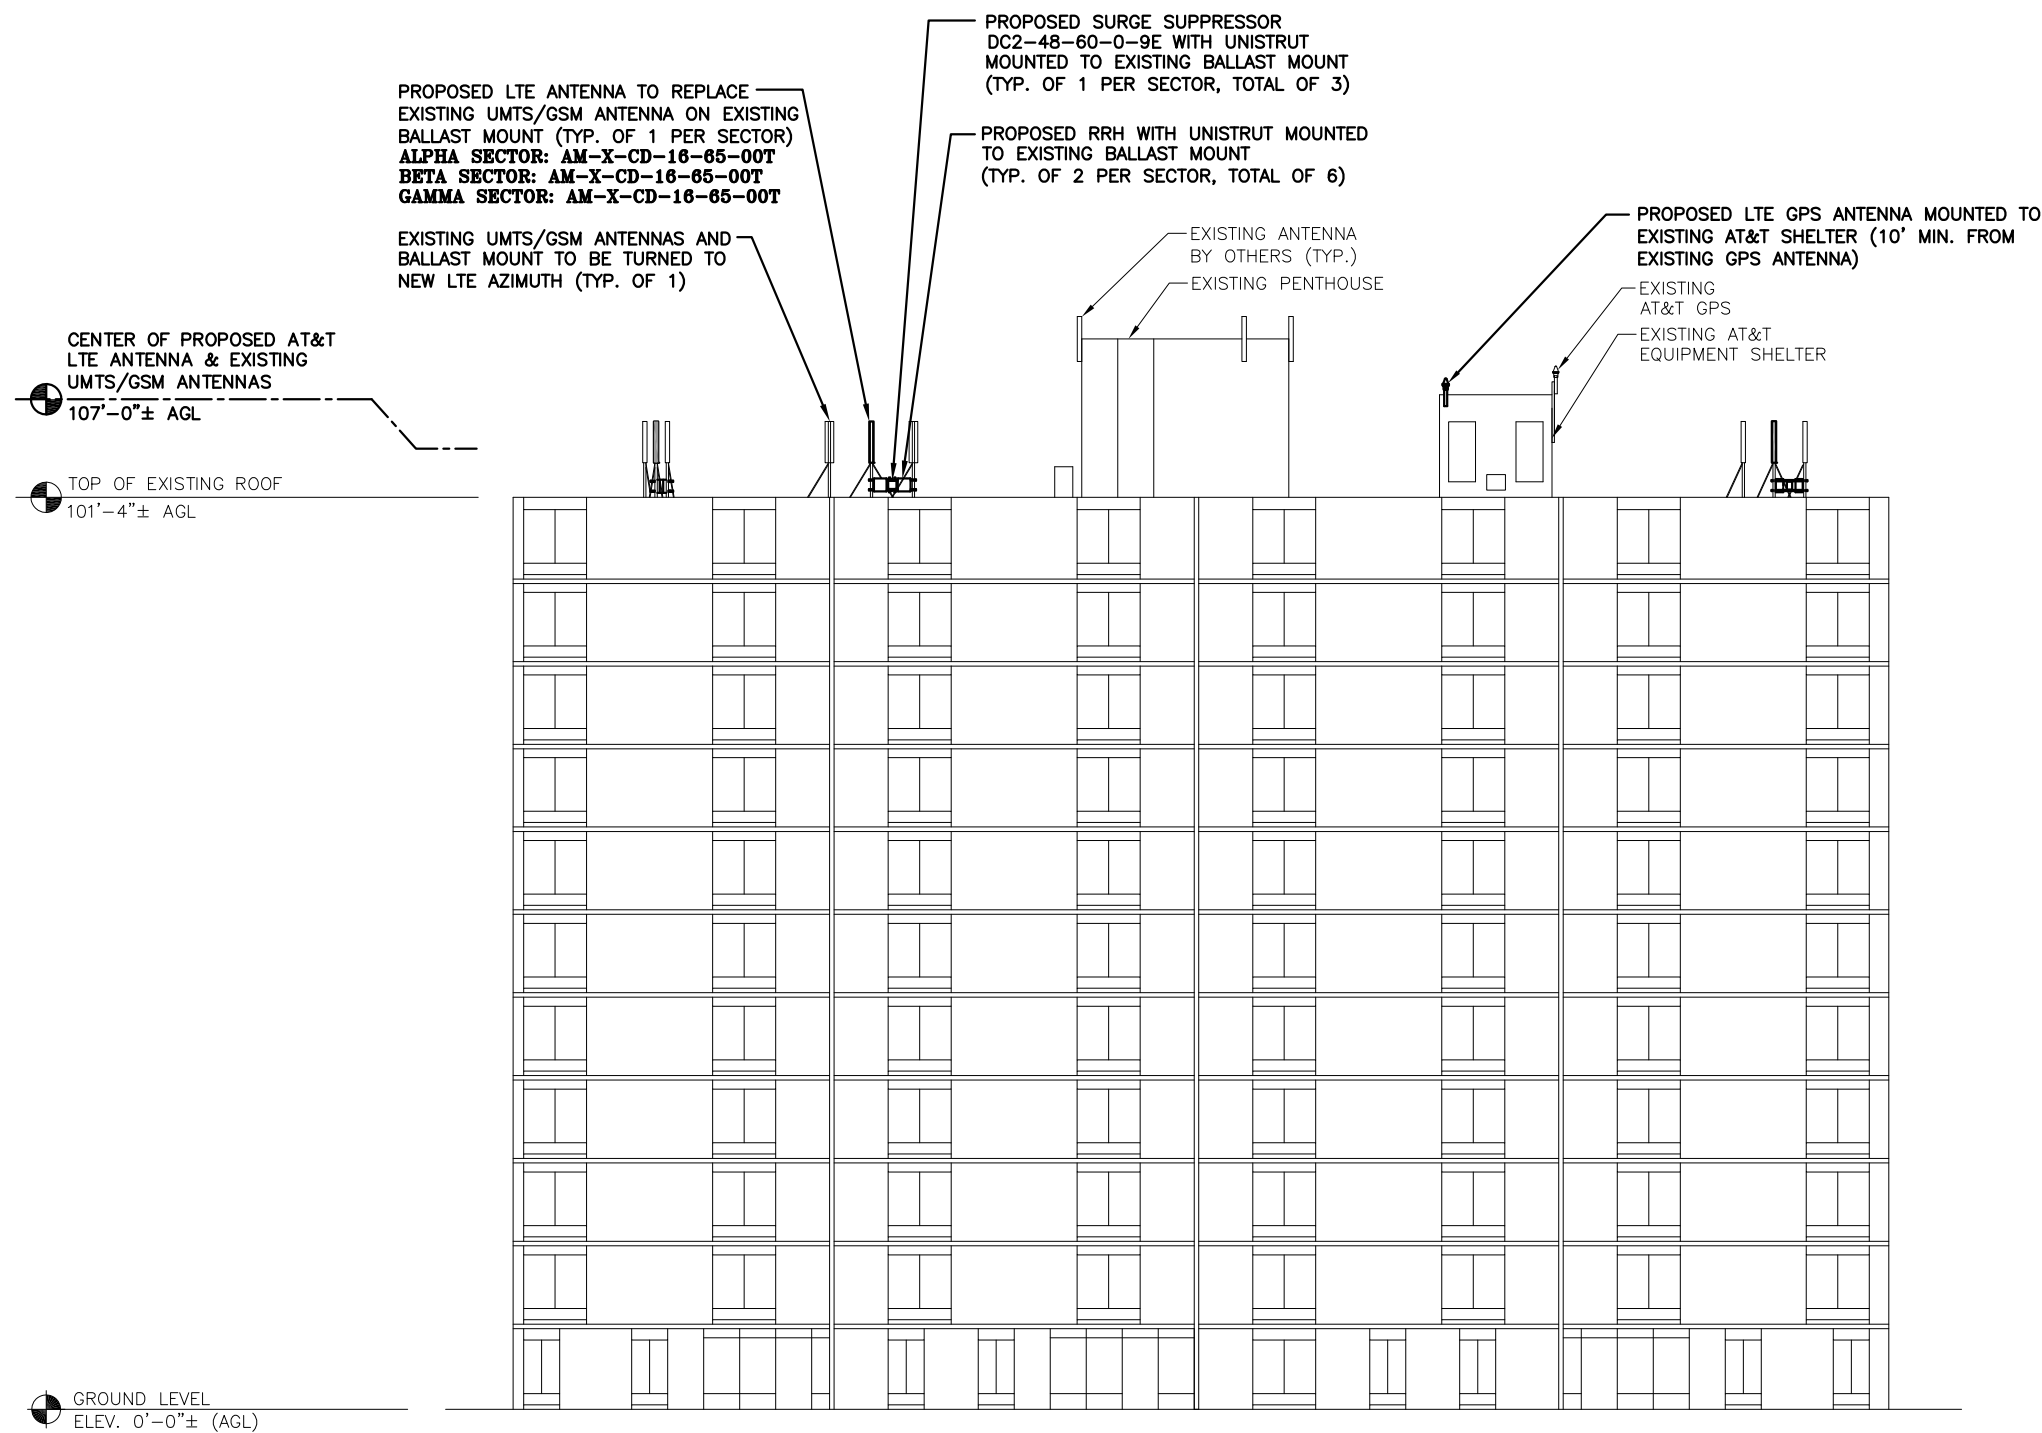 PROPOSED SURGE SUPPRESSOR
DC2-48-60-0-9E WITH UNISTRUT
MOUNTED TO EXISTING BALLAST MOUNT
(TYP. OF 1 PER SECTOR, TOTAL OF 3)
PROPOSED LTE ANTENNA TO REPLACE
EXISTING UMTS/GSM ANTENNA ON EXISTING
BALLAST MOUNT (TYP. OF 1 PER SECTOR)
ALPHA SECTOR: AM-X-CD-16-65-00T
BETA SECTOR: AM-X-CD-16-65-00T
GAMMA SECTOR: AM-X-CD-16-65-00T
PROPOSED RRH WITH UNISTRUT MOUNTED
TO EXISTING BALLAST MOUNT
(TYP. OF 2 PER SECTOR, TOTAL OF 6)
EXISTING UMTS/GSM ANTENNAS AND
BALLAST MOUNT TO BE TURNED TO
NEW LTE AZIMUTH (TYP. OF 1)
EXISTING ANTENNA
BY OTHERS (TYP.)
EXISTING PENTHOUSE
PROPOSED LTE GPS ANTENNA MOUNTED TO
EXISTING AT&T SHELTER (10' MIN. FROM
EXISTING GPS ANTENNA)
EXISTING
AT&T GPS
EXISTING AT&T
EQUIPMENT SHELTER
CENTER OF PROPOSED AT&T
LTE ANTENNA & EXISTING
UMTS/GSM ANTENNAS
107'-0"± AGL
TOP OF EXISTING ROOF
101'-4"± AGL
GROUND LEVEL
ELEV. 0'-0"± (AGL)